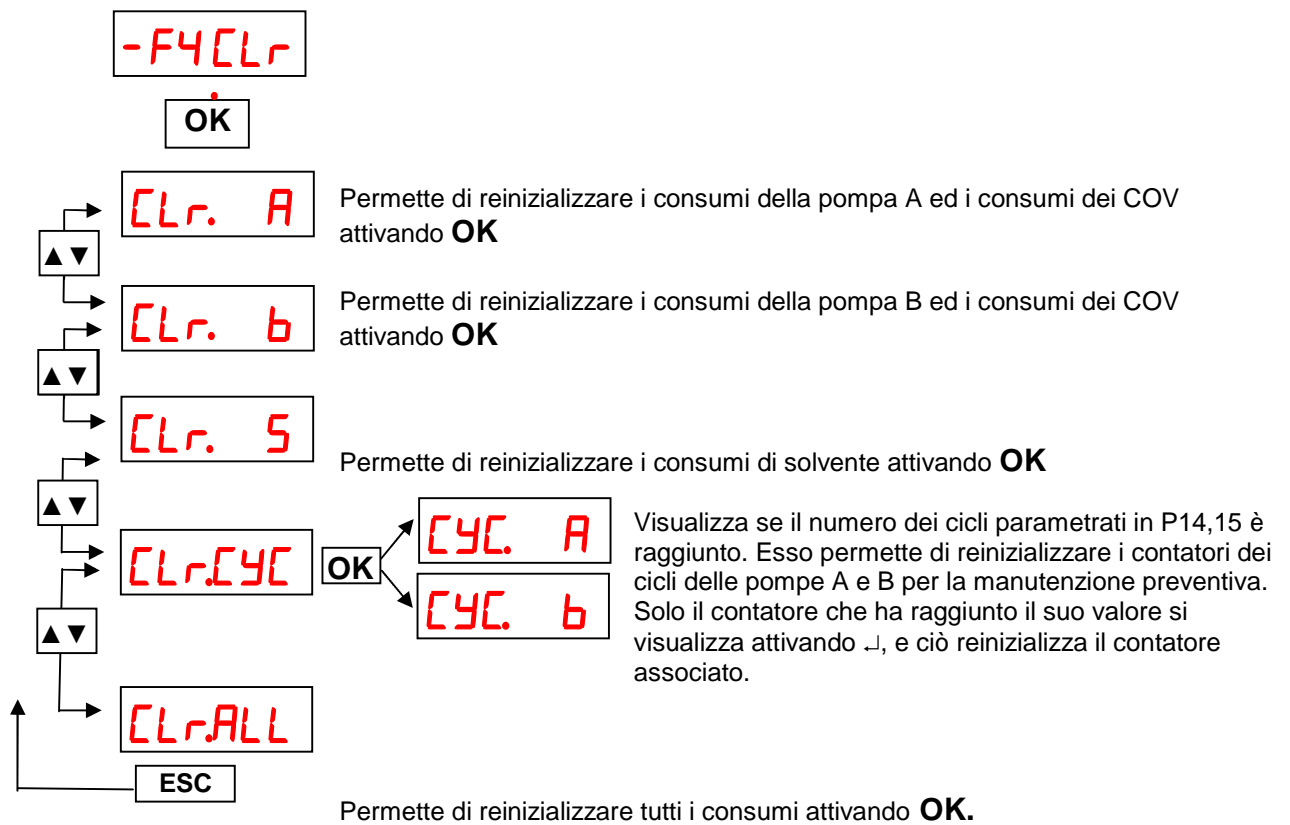 -F4CLr
OK
CLr. A
Permette di reinizializzare i consumi della pompa A ed i consumi dei COV
attivando OK
▲▼
CLr. b
Permette di reinizializzare i consumi della pompa B ed i consumi dei COV
attivando OK
▲▼
CLr. S
Permette di reinizializzare i consumi di solvente attivando OK
▲▼
CLr.CYC
OK
CYC. A
CYC. b
Visualizza se il numero dei cicli parametrati in P14,15 è
raggiunto. Esso permette di reinizializzare i contatori dei
cicli delle pompe A e B per la manutenzione preventiva.
Solo il contatore che ha raggiunto il suo valore si
visualizza attivando ↵, e ciò reinizializza il contatore
associato.
▲▼
CLr.ALL
ESC
Permette di reinizializzare tutti i consumi attivando OK.